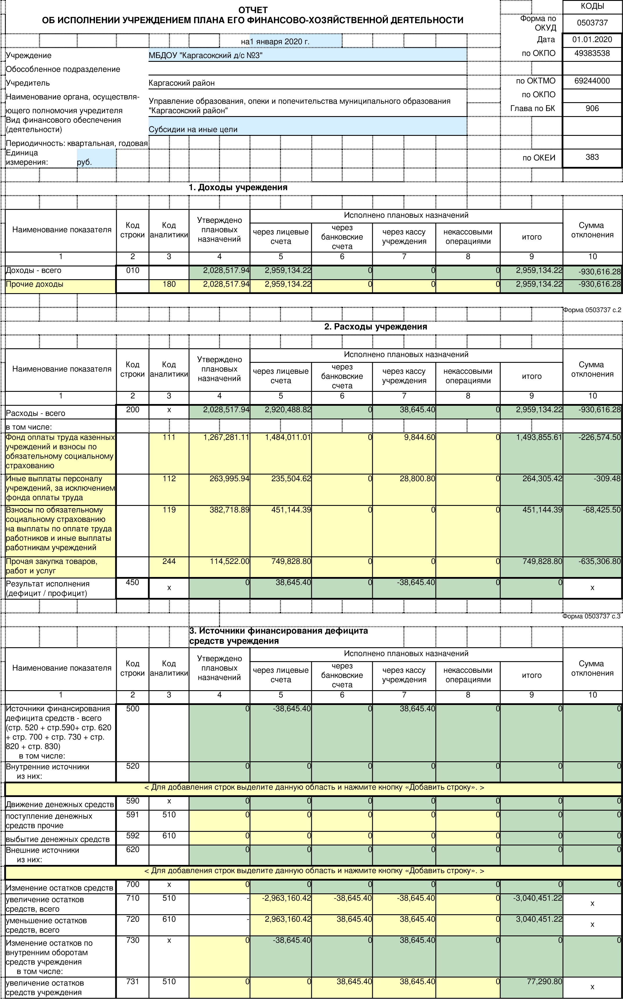 ОТЧЕТ
ОБ ИСПОЛНЕНИИ УЧРЕЖДЕНИЕМ ПЛАНА ЕГО ФИНАНСОВО-ХОЗЯЙСТВЕННОЙ ДЕЯТЕЛЬНОСТИ
КОДЫ
Форма по ОКУД 0503737
на1 января 2020 г. Дата 01.01.2020
Учреждение МБДОУ "Каргасокский д/с №3" по ОКПО 49383538
Обособленное подразделение
Учредитель Каргасокий район по ОКТМО 69244000
Наименование органа, осуществля- по ОКПО
ющего полномочия учредителя Управление образования, опеки и попечительства муниципального образования
"Каргасокский район" Глава по БК 906
Вид финансового обеспечения
(деятельности) Субсидии на иные цели
Периодичность: квартальная, годовая
Единица
измерения: руб. по ОКЕИ 383
1. Доходы учреждения
Наименование показателя Код строки Код аналитики Утверждено плановых назначений Исполнено плановых назначений Сумма отклонения
через лицевые счета через банковские счета через кассу учреждения некассовыми операциями итого
1 2 3 4 5 6 7 8 9 10
Доходы - всего 010 2,028,517.94 2,959,134.22 0 0 0 2,959,134.22 -930,616.28
Прочие доходы 180 2,028,517.94 2,959,134.22 0 0 0 2,959,134.22 -930,616.28
Форма 0503737 с.2
2. Расходы учреждения
Наименование показателя Код строки Код аналитики Утверждено плановых назначений Исполнено плановых назначений Сумма отклонения
через лицевые счета через банковские счета через кассу учреждения некассовыми операциями итого
1 2 3 4 5 6 7 8 9 10
Расходы - всего 200 х 2,028,517.94 2,920,488.82 0 38,645.40 0 2,959,134.22 -930,616.28
в том числе:
Фонд оплаты труда казенных 111 1,267,281.11 1,484,011.01 0 9,844.60 0 1,493,855.61 -226,574.50
учреждений и взносы по
обязательному социальному
страхованию
Иные выплаты персоналу 112 263,995.94 235,504.62 0 28,800.80 0 264,305.42 -309.48
учреждений, за исключением
фонда оплаты труда
Взносы по обязательному 119 382,718.89 451,144.39 0 0 0 451,144.39 -68,425.50
социальному страхованию
на выплаты по оплате труда
работников и иные выплаты
работникам учреждений
Прочая закупка товаров, 244 114,522.00 749,828.80 0 0 0 749,828.80 -635,306.80
работ и услуг
Результат исполнения 450 х 0 38,645.40 0 -38,645.40 0 0 х
(дефицит / профицит)
Форма 0503737 с.3
3. Источники финансирования дефицита
средств учреждения
Наименование показателя Код строки Код аналитики Утверждено плановых назначений Исполнено плановых назначений Сумма отклонения
через лицевые счета через банковские счета через кассу учреждения некассовыми операциями итого
1 2 3 4 5 6 7 8 9 10
Источники финансирования 500 0 -38,645.40 0 38,645.40 0 0 0
дефицита средств - всего
(стр. 520 + стр.590+ стр. 620
+ стр. 700 + стр. 730 + стр.
820 + стр. 830)
в том числе:
Внутренние источники 520 0 0 0 0 0 0 0
из них:
< Для добавления строк выделите данную область и нажмите кнопку «Добавить строку». >
Движение денежных средств 590 х 0 0 0 0 0 0 0
поступление денежных 591 510 0 0 0 0 0 0 0
средств прочие
выбытие денежных средств 592 610 0 0 0 0 0 0 0
Внешние источники 620 0 0 0 0 0 0 0
из них:
< Для добавления строк выделите данную область и нажмите кнопку «Добавить строку». >
Изменение остатков средств 700 х 0 0 0 0 0 0 0
увеличение остатков 710 510 - -2,963,160.42 -38,645.40 -38,645.40 0 -3,040,451.22 х
средств, всего
уменьшение остатков 720 610 - 2,963,160.42 38,645.40 38,645.40 0 3,040,451.22 х
средств, всего
Изменение остатков по 730 х 0 -38,645.40 0 38,645.40 0 0 0
внутренним оборотам
средств учреждения
в том числе:
увеличение остатков 731 510 0 0 38,645.40 38,645.40 0 77,290.80 х
средств учреждения